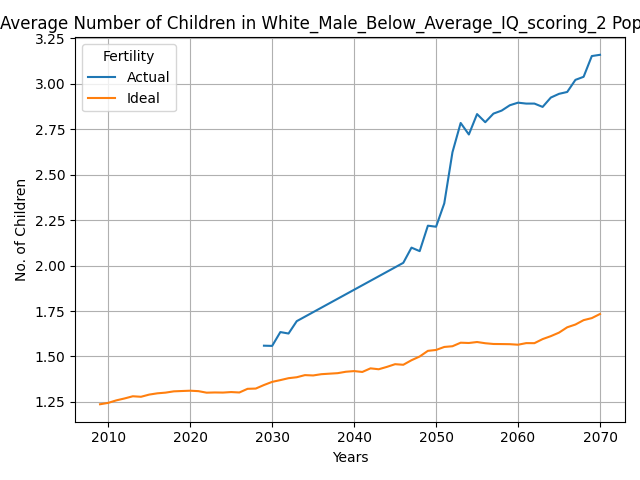 Average Number of Children in White_Male_Below_Average_IQ_scoring_2 Pop
Fertility
Actual
Ideal
3.25
3.00
2.75
2.50
2.25
2.00
1.75
1.50
1.25
No. of Children
2010 2020 2030 2040 2050 2060 2070
Years